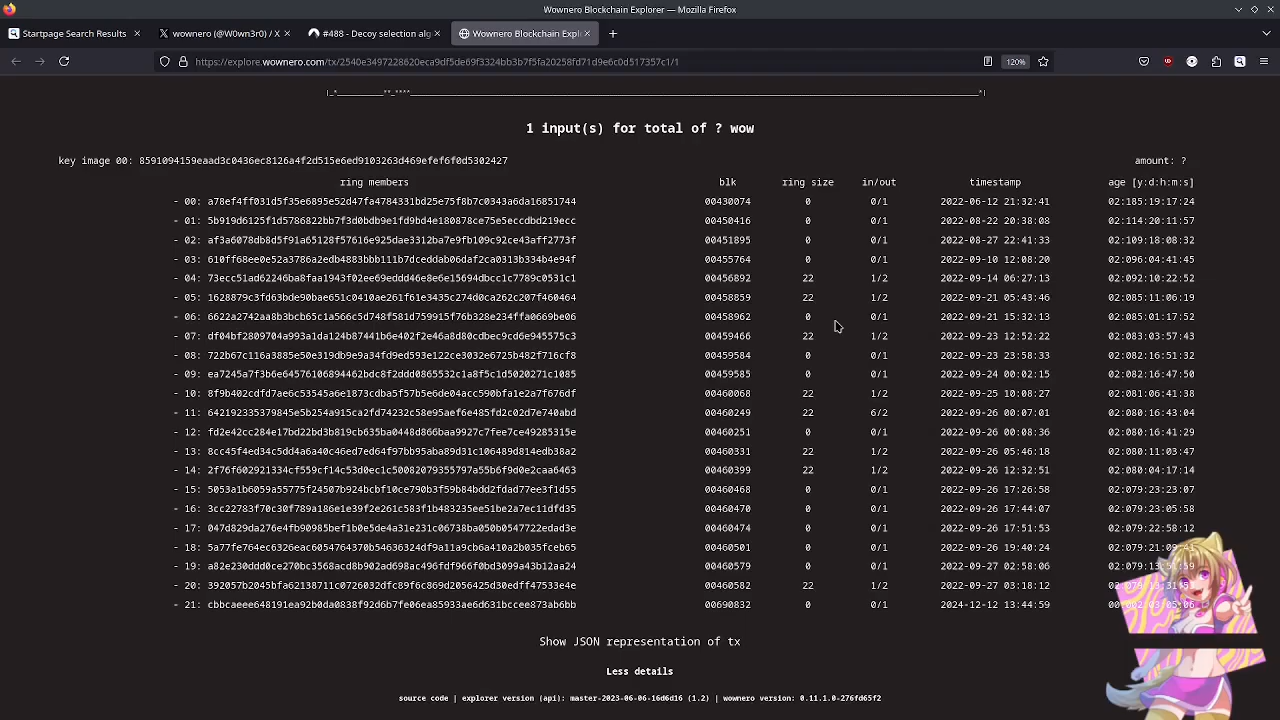 Wownero Blockchain Explorer — Mozilla Firefox
Startpage Search Results
wownero (@W0wn3r0) / X
#488 - Decoy selection alg
Wownero Blockchain Expl
https://explore.wownero.com/tx/2540e3497228620eca9df5de69f3324bb3b7f5fa20258fd71d9e6c0d517357c1/1
120%
|_*__________**_****___________________________________________________________*|
1 input(s) for total of ? wow
key image 00: 8591094159eaad3c0436ec8126a4f2d515e6ed9103263d469efef6f0d5302427 amount: ?
ring members blk ring size in/out timestamp age [y:d:h:m:s]
- 00: a78ef4ff031d5f35e6895e52d47fa4784331bd25e75f8b7c0343a6da16851744 00430074 0 0/1 2022-06-12 21:32:41 02:185:19:17:24
- 01: 5b919d6125f1d5786822bb7f3d0bdb9e1fd9bd4e180878ce75e5eccdbd219ecc 00450416 0 0/1 2022-08-22 20:38:08 02:114:20:11:57
- 02: af3a6078db8d5f91a65128f57616e925dae3312ba7e9fb109c92ce43aff2773f 00451895 0 0/1 2022-08-27 22:41:33 02:109:18:08:32
- 03: 610ff68ee0e52a3786a2edb4883bbb111b7dceddab06daf2ca0313b334b4e94f 00455764 0 0/1 2022-09-10 12:08:20 02:096:04:41:45
- 04: 73ecc51ad62246ba8faa1943f02ee69eddd46e8e6e15694dbcc1c7789c0531c1 00456892 22 1/2 2022-09-14 06:27:13 02:092:10:22:52
- 05: 1628879c3fd63bde90bae651c0410ae261f61e3435c274d0ca262c207f460464 00458859 22 1/2 2022-09-21 05:43:46 02:085:11:06:19
- 06: 6622a2742aa8b3bcb65c1a566c5d748f581d759915f76b328e234ffa0669be06 00458962 0 0/1 2022-09-21 15:32:13 02:085:01:17:52
- 07: df04bf2809704a993a1da124b87441b6e402f2e46a8d80cdbec9cd6e945575c3 00459466 22 1/2 2022-09-23 12:52:22 02:083:03:57:43
- 08: 722b67c116a3885e50e319db9e9a34fd9ed593e122ce3032e6725b482f716cf8 00459584 0 0/1 2022-09-23 23:58:33 02:082:16:51:32
- 09: ea7245a7f3b6e64576106894462bdc8f2ddd0865532c1a8f5c1d5020271c1085 00459585 0 0/1 2022-09-24 00:02:15 02:082:16:47:50
- 10: 8f9b402cdfd7ae6c53545a6e1873cdba5f57b5e6de04acc590bfa1e2a7f676df 00460068 22 1/2 2022-09-25 10:08:27 02:081:06:41:38
- 11: 642192335379845e5b254a915ca2fd74232c58e95aef6e485fd2c02d7e740abd 00460249 22 6/2 2022-09-26 00:07:01 02:080:16:43:04
- 12: fd2e42cc284e17bd22bd3b819cb635ba0448d866baa9927c7fee7ce49285315e 00460251 0 0/1 2022-09-26 00:08:36 02:080:16:41:29
- 13: 8cc45f4ed34c5dd4a6a40c46ed7ed64f97bb95aba89d31c106489d814edb38a2 00460331 22 1/2 2022-09-26 05:46:18 02:080:11:03:47
- 14: 2f76f602921334cf559cf14c53d0ec1c50082079355797a55b6f9d0e2caa6463 00460399 22 1/2 2022-09-26 12:32:51 02:080:04:17:14
- 15: 5053a1b6059a55775f24507b924bcbf10ce790b3f59b84bdd2fdad77ee3f1d55 00460468 0 0/1 2022-09-26 17:26:58 02:079:23:23:07
- 16: 3cc22783f70c30f789a186e1e39f2e261c583f1b483235ee51be2a7ec11dfd35 00460470 0 0/1 2022-09-26 17:44:07 02:079:23:05:58
- 17: 047d829da276e4fb90985bef1b0e5de4a31e231c06738ba050b0547722edad3e 00460474 0 0/1 2022-09-26 17:51:53 02:079:22:58:12
- 18: 5a77fe764ec6326eac6054764370b54636324df9a11a9cb6a410a2b035fceb65 00460501 0 0/1 2022-09-26 19:40:24 02:079:21:09:41
- 19: a82e230ddd0ce270bc3568acd8b902ad698ac496fdf966f0bd3099a43b12aa24 00460579 0 0/1 2022-09-27 02:58:06 02:079:13:51:59
- 20: 392057b2045bfa62138711c0726032dfc89f6c869d2056425d30edff47533e4e 00460582 22 1/2 2022-09-27 03:18:12
- 21: cbbcaeee648191ea92b0da0838f92d6b7fe06ea85933ae6d631bccee873ab6bb 00690832 0 0/1 2024-12-12 13:44:59 00:002:03:05:06
Show JSON representation of tx
Less details
source code | explorer version (api): master-2023-06-06-16d6d16 (1.2) | wownero version: 0.11.1.0-276fd65f2